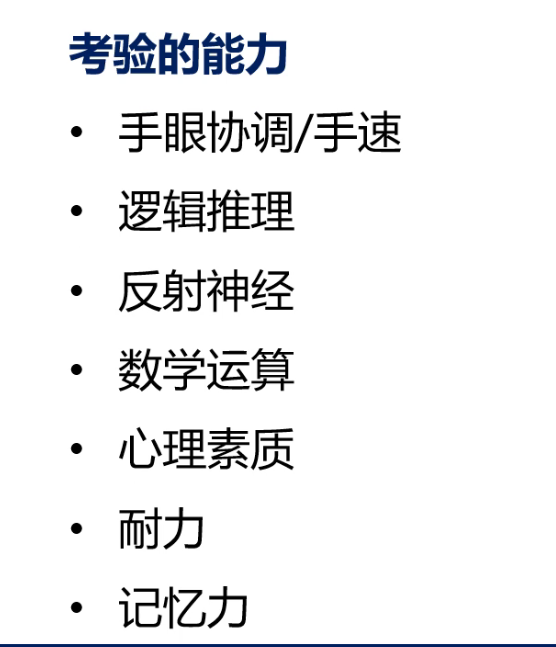 考验的能力
• 手眼协调/手速
• 逻辑推理
• 反射神经
• 数学运算
• 心理素质
• 耐力
• 记忆力